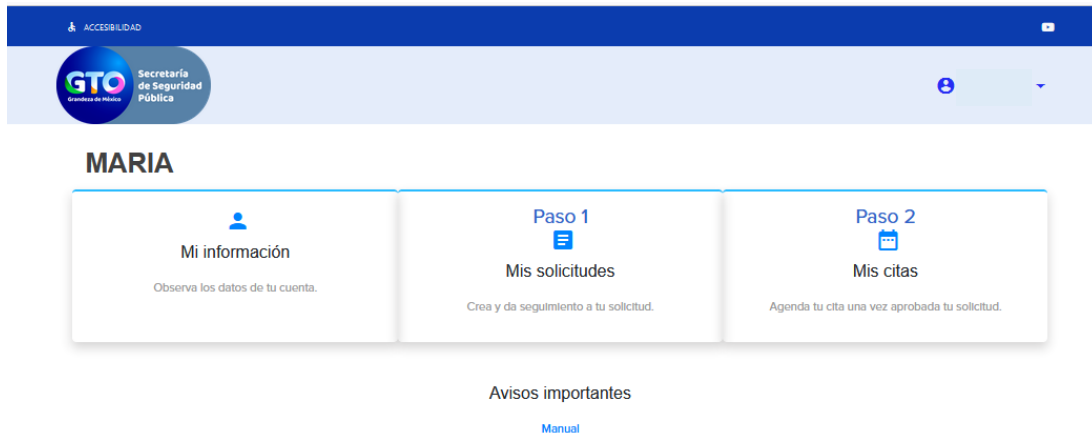 ACCESIBILIDAD
GTO
Grandeza de México
Secretaría
de Seguridad
Pública
MARIA
Mi información
Observa los datos de tu cuenta.
Paso 1
Mis solicitudes
Crea y da seguimiento a tu solicitud.
Paso 2
Mis citas
Agenda tu cita una vez aprobada tu solicitud.
Avisos importantes
Manual